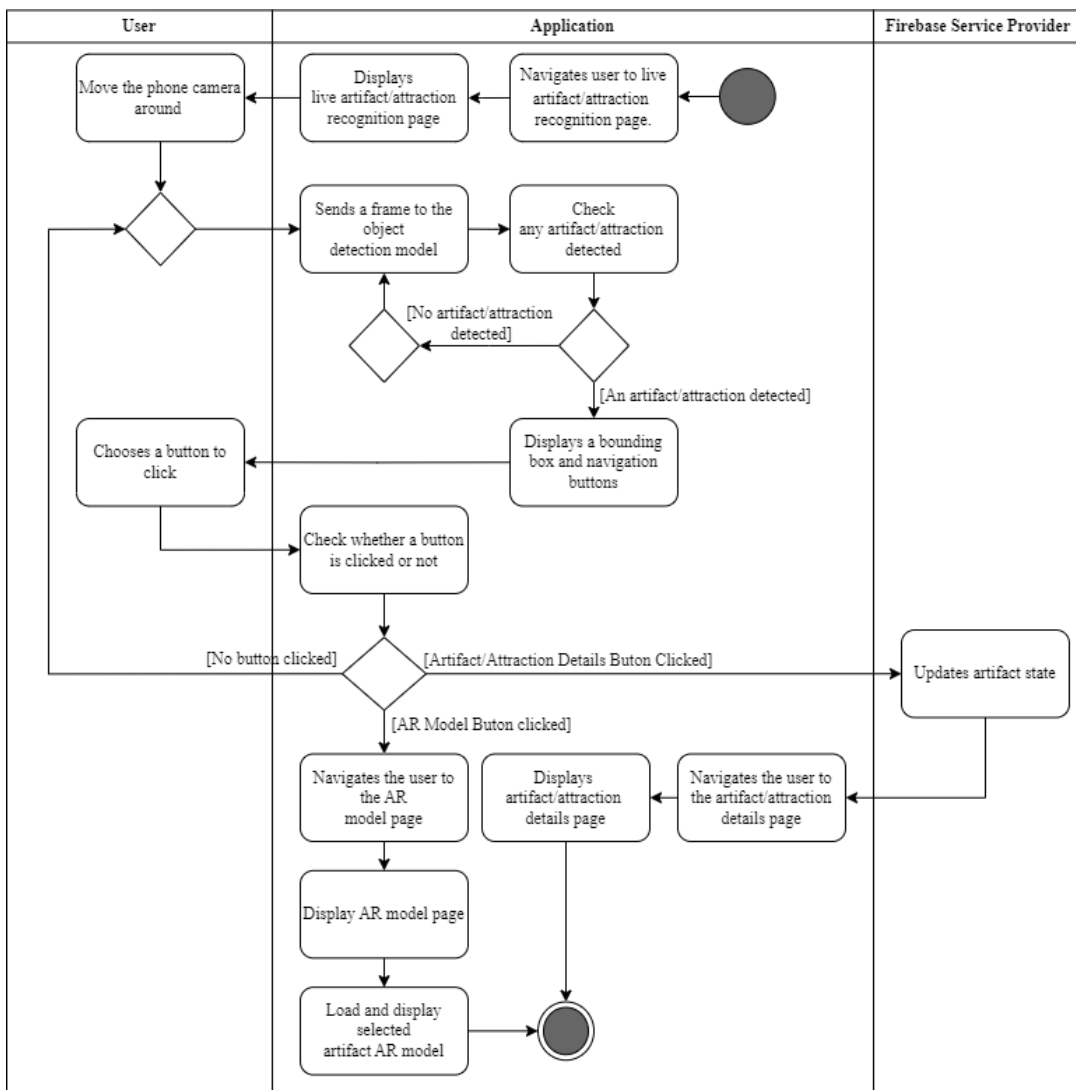 User
Application
Firebase Service Provider
Move the phone camera
around
Displays
live artifact/attraction
recognition page
Navigates user to live
artifact/attraction
recognition page.
Sends a frame to the
object
detection model
Check
any artifact/attraction
detected
[No artifact/attraction
detected]
[An artifact/attraction detected]
Chooses a button to
click
Displays a bounding
box and navigation
buttons
Check whether a button
is clicked or not
[No button clicked]
[Artifact/Attraction Details Buton Clicked]
Updates artifact state
[AR Model Buton clicked]
Navigates the user to
the AR
model page
Displays
artifact/attraction
details page
Navigates the user to
the artifact/attraction
details page
Display AR model page
Load and display
selected
artifact AR model